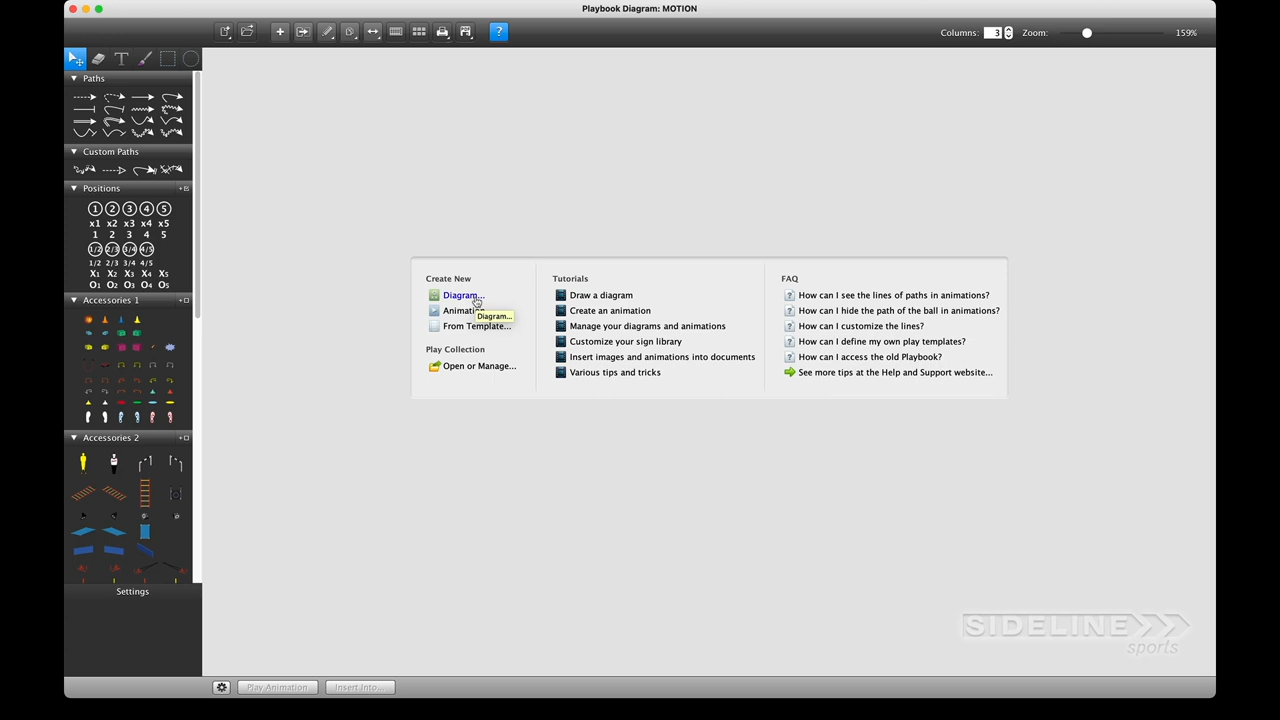 Playbook Diagram: MOTION
Columns: 3 Zoom: 159%
Paths
Custom Paths
Positions
1 2 3 4 5
x1 x2 x3 x4 x5
1 2 3 4 5
1/2 2/3 3/4 4/5
1/2 2/3 3/4 4/5
X1 X2 X3 X4 X5
O1 O2 O3 O4 O5
Accessories 1
Accessories 2
Settings
Create New
Diagram...
Animation
Diagram...
From Template...
Play Collection
Open or Manage...
Tutorials
Draw a diagram
Create an animation
Manage your diagrams and animations
Customize your sign library
Insert images and animations into documents
Various tips and tricks
FAQ
How can I see the lines of paths in animations?
How can I hide the path of the ball in animations?
How can I customize the lines?
How can I define my own play templates?
How can I access the old Playbook?
See more tips at the Help and Support website...
SIDELINE
sports
Play Animation
Insert Into...